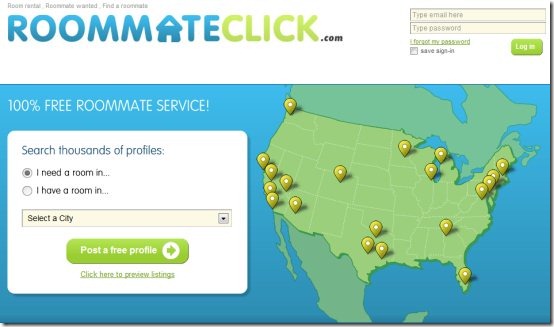 Room rental , Roommate wanted , Find a roommate
ROOMMATECLICK.com
Type email here
Type password
I forgot my password
save sign-in
Log in
100% FREE ROOMMATE SERVICE!
Search thousands of profiles:
I need a room in...
I have a room in...
Select a City
Post a free profile
Click here to preview listings